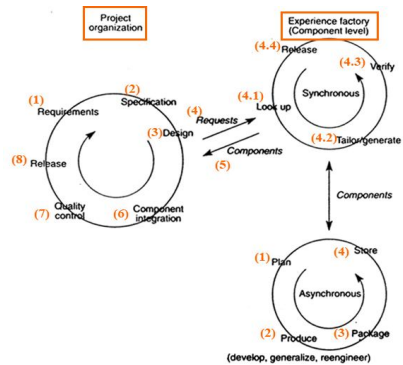 Project
organization
Experience factory
(Component level)
(1)
Requirements
(2)
Specification
(3) Design
(4)
Requests
Components
(5)
(6) Component
integration
(7) Quality
control
(8) Release
(4.4) Release
(4.3)
Verify
(4.1)
Look up
Synchronous
(4.2)
Tailor/generate
Components
(1) Plan
(4) Store
Asynchronous
(2)
Produce
(3) Package
(develop, generalize, reengineer)